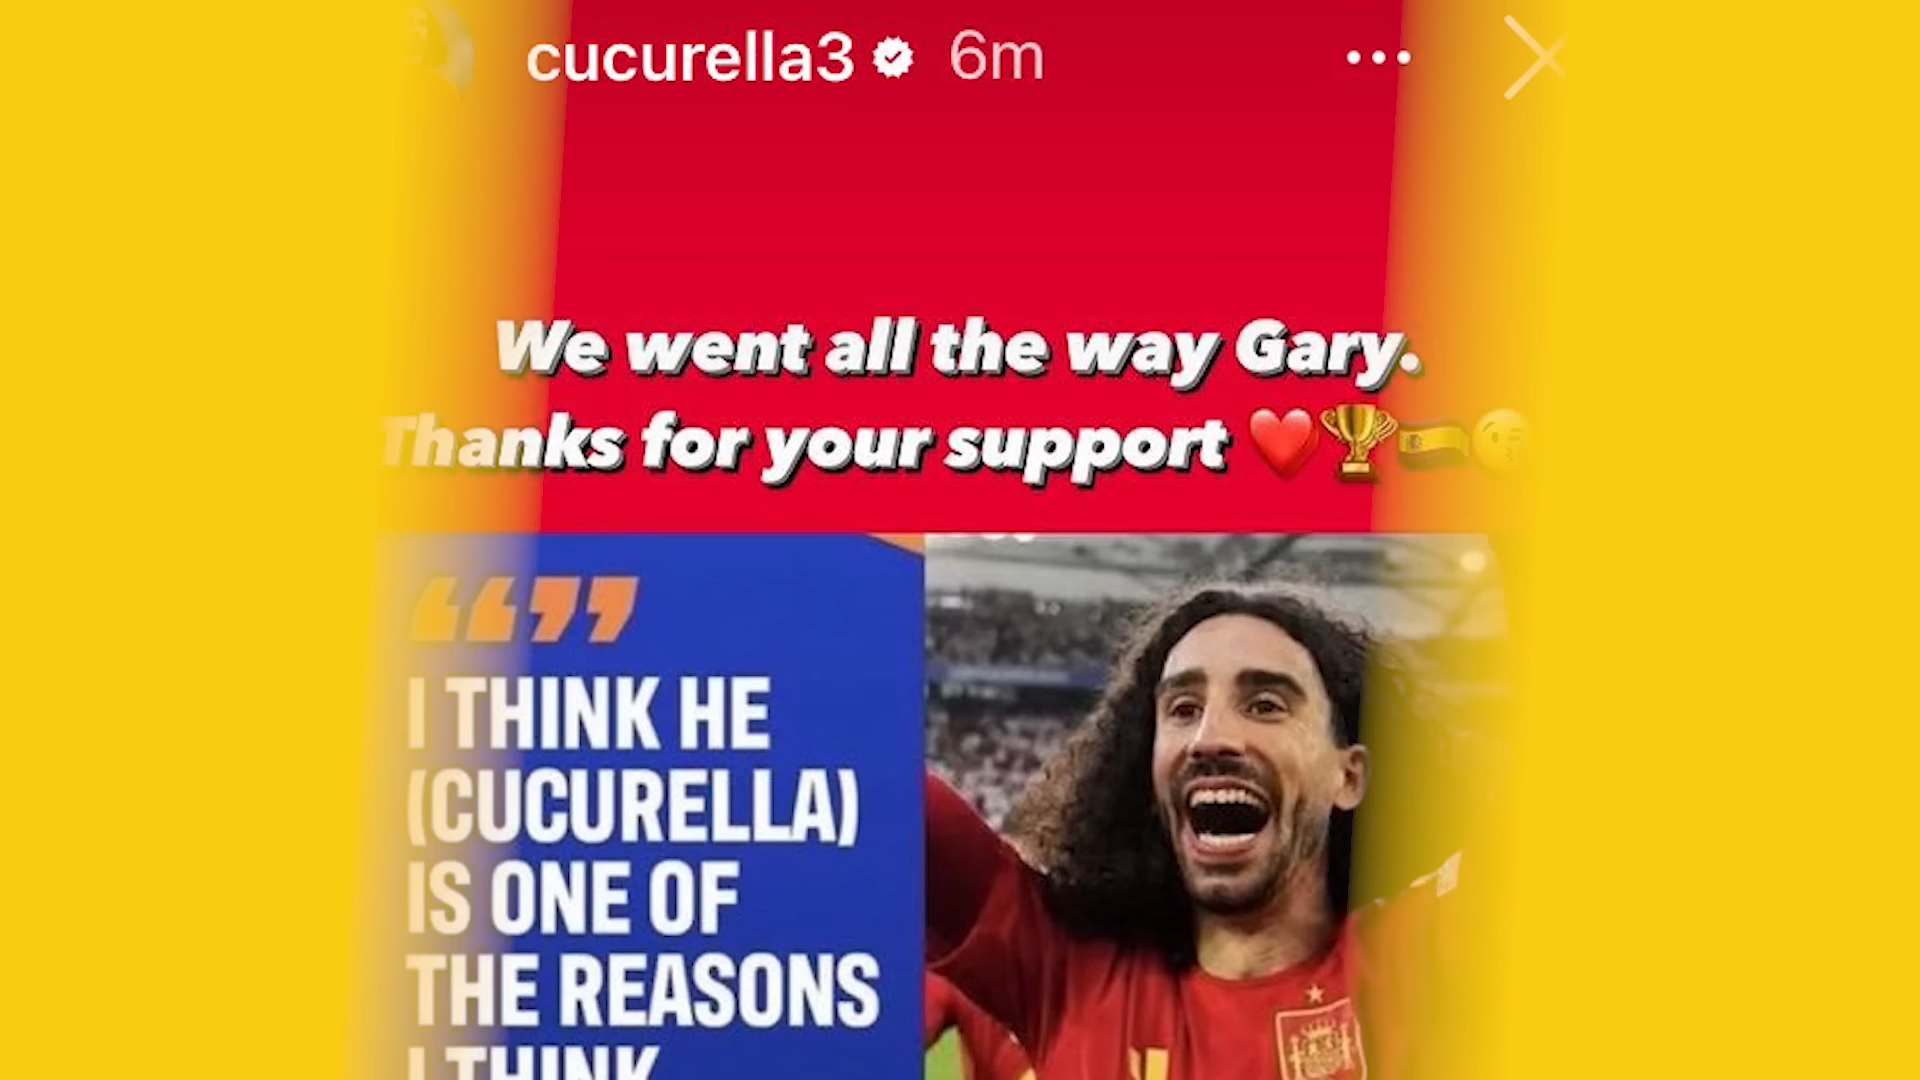 cucurella3 6m
We went all the way Gary.
Thanks for your support ❤️🏆🇪🇸😘
I THINK HE
(CUCURELLA)
IS ONE OF
THE REASONS
I THINK